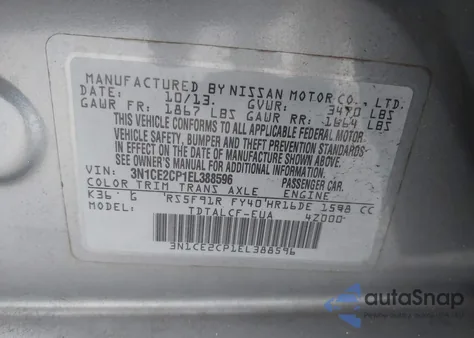 MANUFACTURED BY NISSAN MOTOR CO., LTD.
DATE: 10/13. GVWR: 3470 LBS
GAWR FR: 1867 LBS GAWR RR: 1664 LBS
THIS VEHICLE CONFORMS TO ALL APPLICABLE FEDERAL MOTOR
VEHICLE SAFETY, BUMPER AND THEFT PREVENTION STANDARDS
IN EFFECT ON THE DATE OF MANUFACTURE SHOWN ABOVE.
SEE OWNER'S MANUAL FOR ADDITIONAL INFORMATION.
PASSENGER CAR
VIN: 3N1CE2CP1EL388596
COLOR TRIM TRANS AXLE ENGINE
K36 G RS5F91R FY40 HR16DE 1598 CC
MODEL: TDTALCF-EUA 42000
3N1CE2CP1EL388596
autoSnap